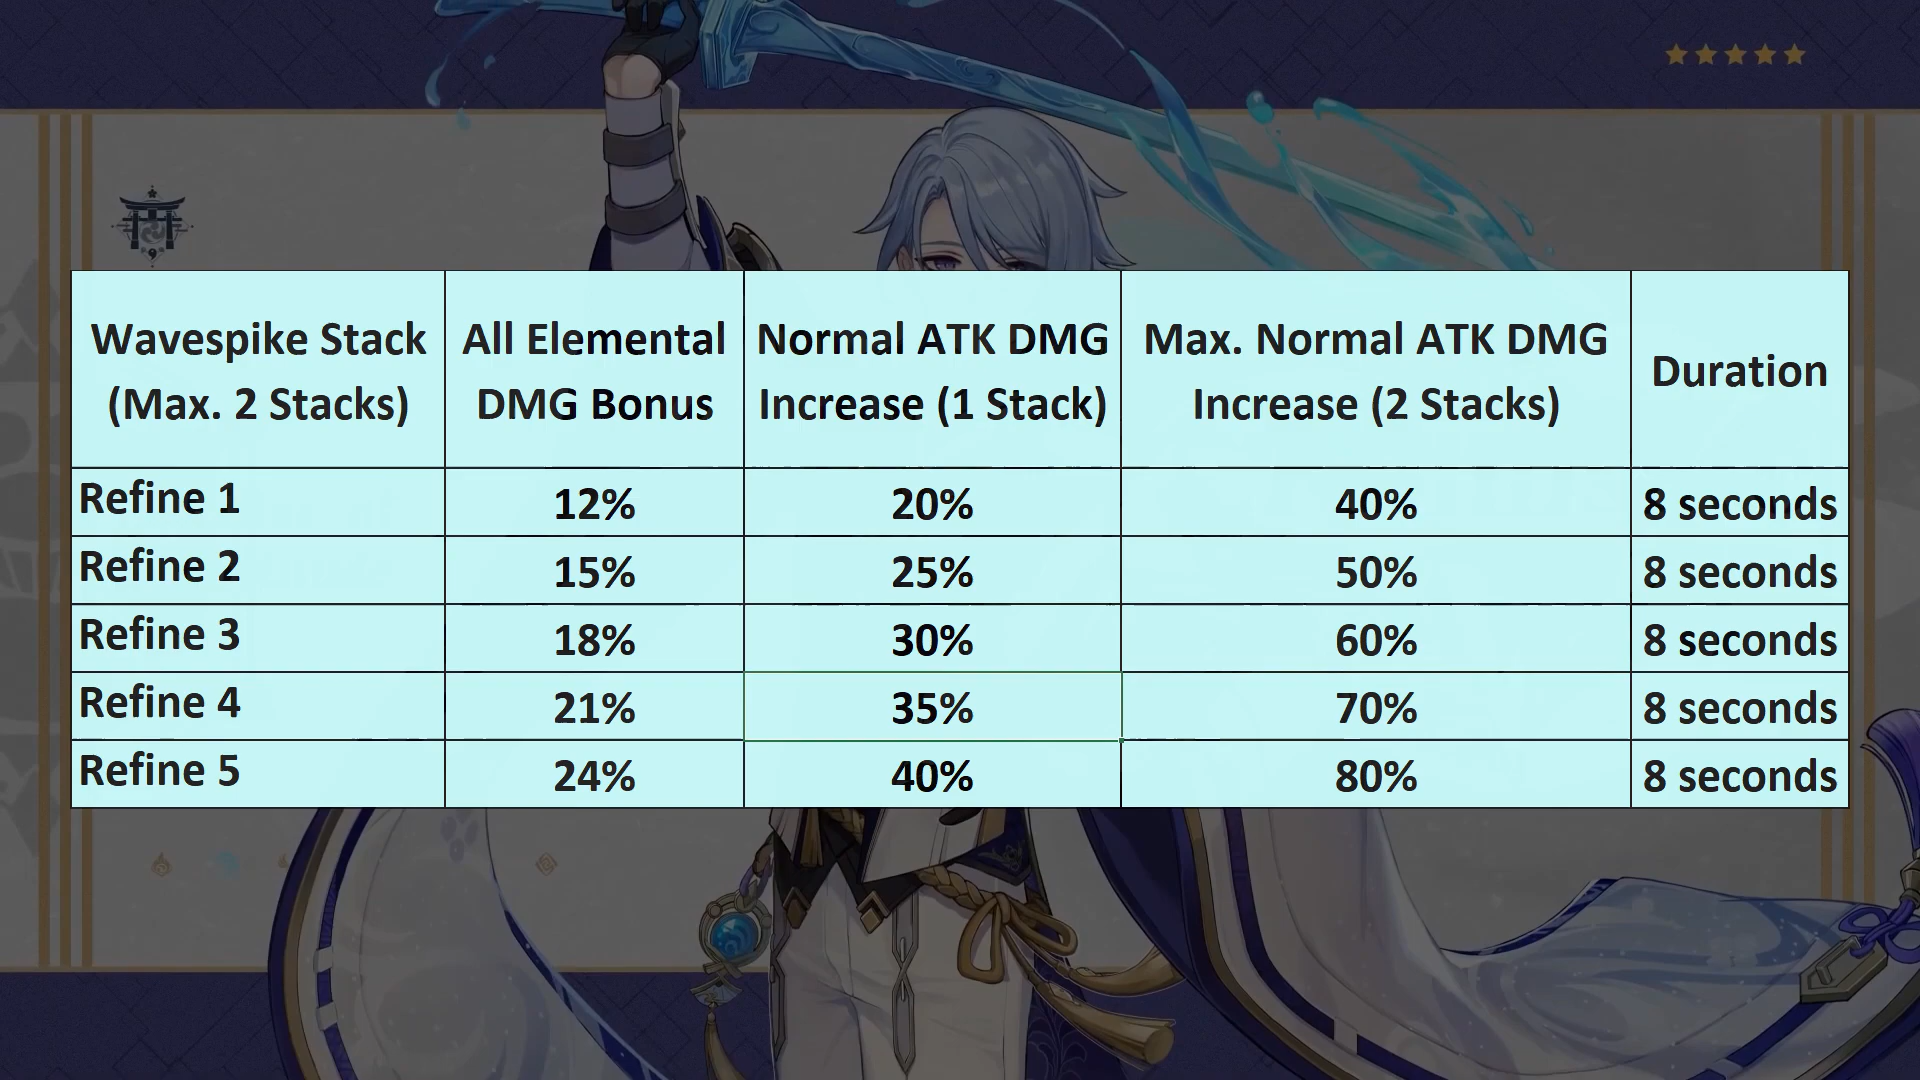 Wavespike Stack
(Max. 2 Stacks)
All Elemental
DMG Bonus
Normal ATK DMG
Increase (1 Stack)
Max. Normal ATK DMG
Increase (2 Stacks)
Duration
Refine 1 12% 20% 40% 8 seconds
Refine 2 15% 25% 50% 8 seconds
Refine 3 18% 30% 60% 8 seconds
Refine 4 21% 35% 70% 8 seconds
Refine 5 24% 40% 80% 8 seconds